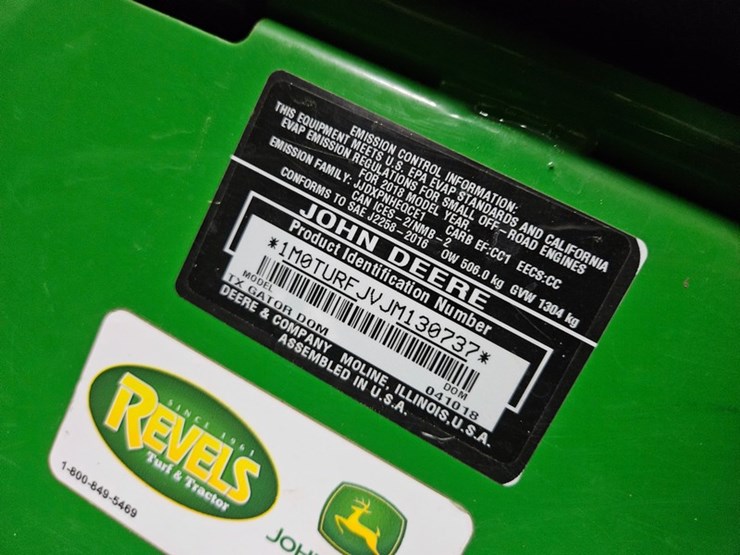 EMISSION CONTROL INFORMATION:
THIS EQUIPMENT MEETS U.S. EPA EVAP STANDARDS AND CALIFORNIA
EVAP EMISSION REGULATIONS FOR SMALL OFF-ROAD ENGINES
FOR 2018 MODEL YEAR.
EMISSION FAMILY: JJDXPNHEQCET CARB EF:CC1 EECS:CC
CAN ICES-2/NMB-2
CONFORMS TO SAE J2258-2016 OW 506.0 kg GVW 1304 kg
JOHN DEERE
Product Identification Number
*1M0TURFJVJM130737*
MODEL
DOM
TX GATOR DOM
041018
DEERE & COMPANY MOLINE, ILLINOIS,U.S.A.
ASSEMBLED IN U.S.A.
SINCE 1961
REVELS
Turf & Tractor
1-800-849-5469